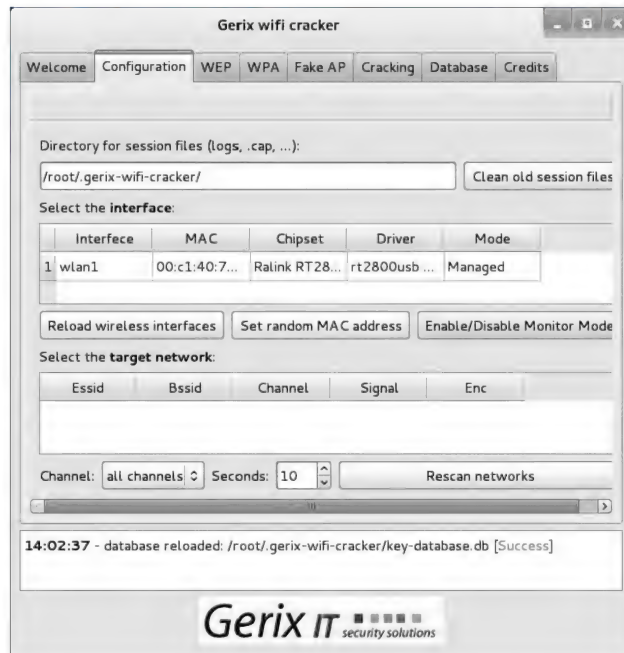 Gerix wifi cracker
Welcome Configuration WEP WPA Fake AP Cracking Database Credits
Directory for session files (logs, .cap, ...):
/root/.gerix-wifi-cracker/ Clean old session files
Select the interface:
Interfece MAC Chipset Driver Mode
1 wlan1 00:c1:40:7... Ralink RT28... rt2800usb ... Managed
Reload wireless interfaces Set random MAC address Enable/Disable Monitor Mode
Select the target network:
Essid Bssid Channel Signal Enc
Channel: all channels Seconds: 10 Rescan networks
14:02:37 - database reloaded: /root/.gerix-wifi-cracker/key-database.db [Success]
Gerix IT security solutions